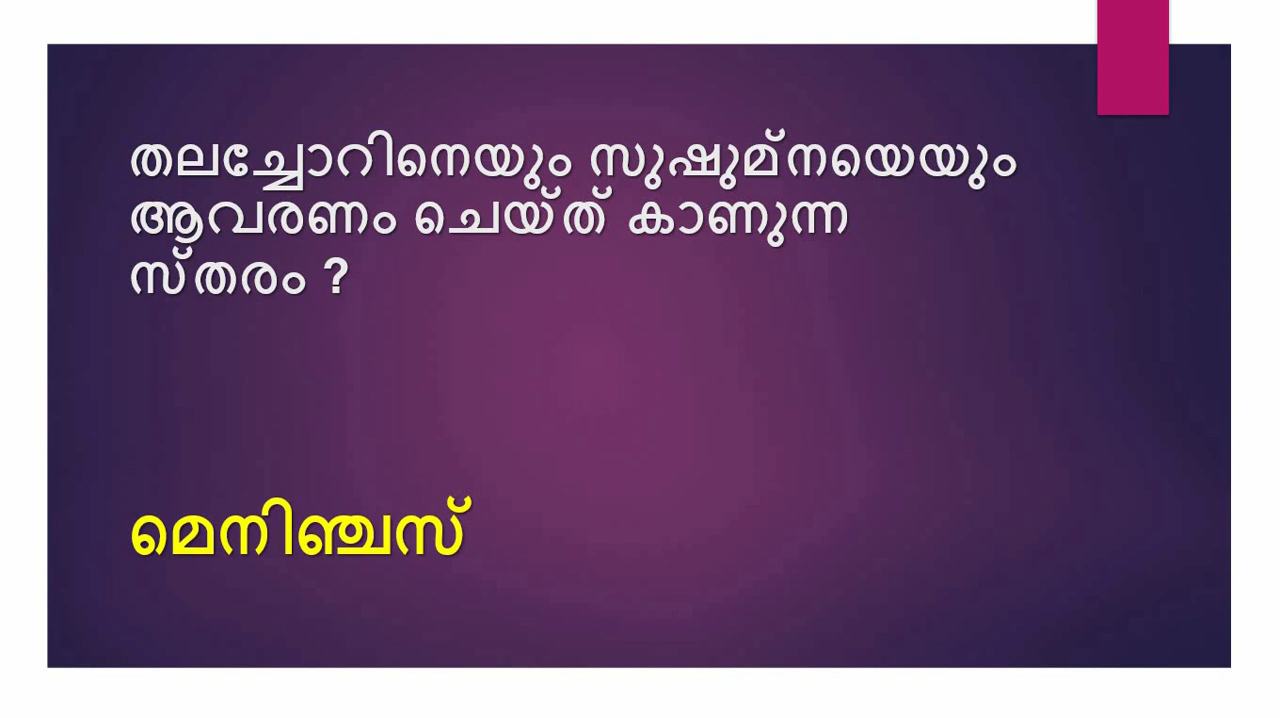 തലച്ചോറിനെയും സുഷുമ്നയെയും
ആവരണം ചെയ്ത് കാണുന്ന
സ്തരം ?
മെനിഞ്ചസ്